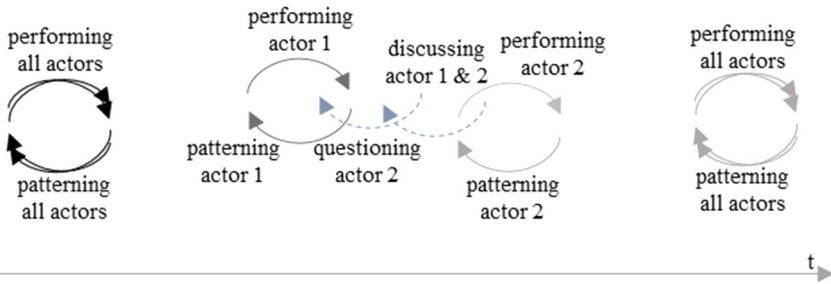 performing
all actors
patterning
all actors
performing
actor 1
patterning
actor 1
questioning
actor 2
discussing
actor 1 & 2
performing
actor 2
patterning
actor 2
performing
all actors
patterning
all actors
t